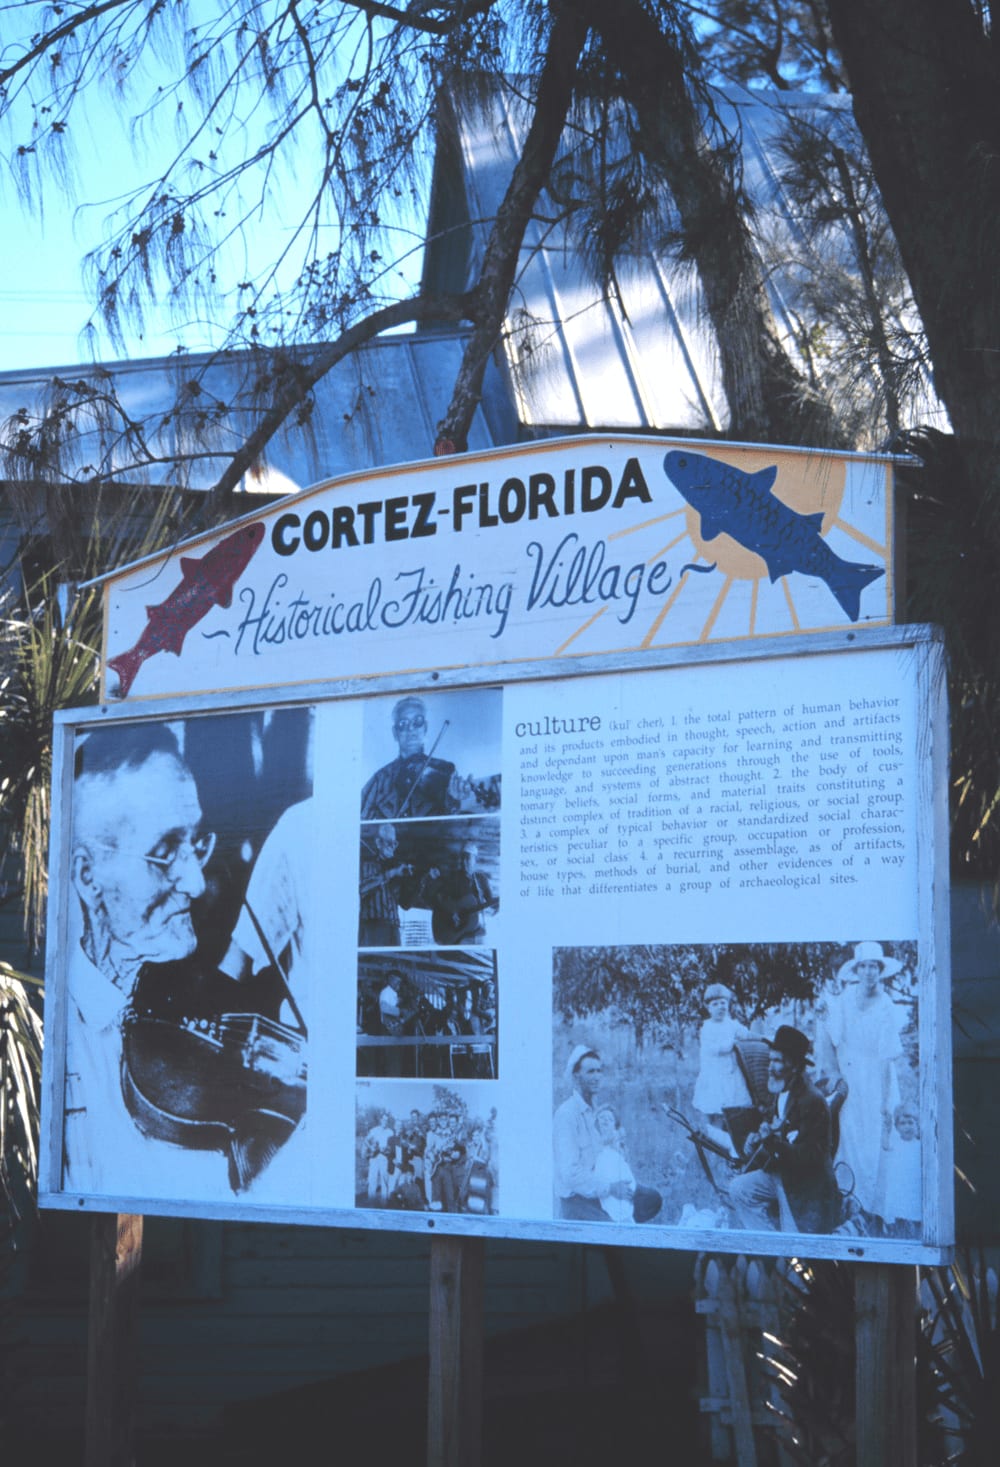 CORTEZ-FLORIDA
~Historical Fishing Village~
culture (kul' cher), 1. the total pattern of human behavior
and its products embodied in thought, speech, action and artifacts
and dependant upon man's capacity for learning and transmitting
knowledge to succeeding generations through the use of tools,
language, and systems of abstract thought. 2. the body of cus-
tomary beliefs, social forms, and material traits constituting a
distinct complex of tradition of a racial, religious, or social group.
3. a complex of typical behavior or standardized social charac-
teristics peculiar to a specific group, occupation or profession,
sex, or social class 4. a recurring assemblage, as of artifacts,
house types, methods of burial, and other evidences of a way
of life that differentiates a group of archaeological sites.